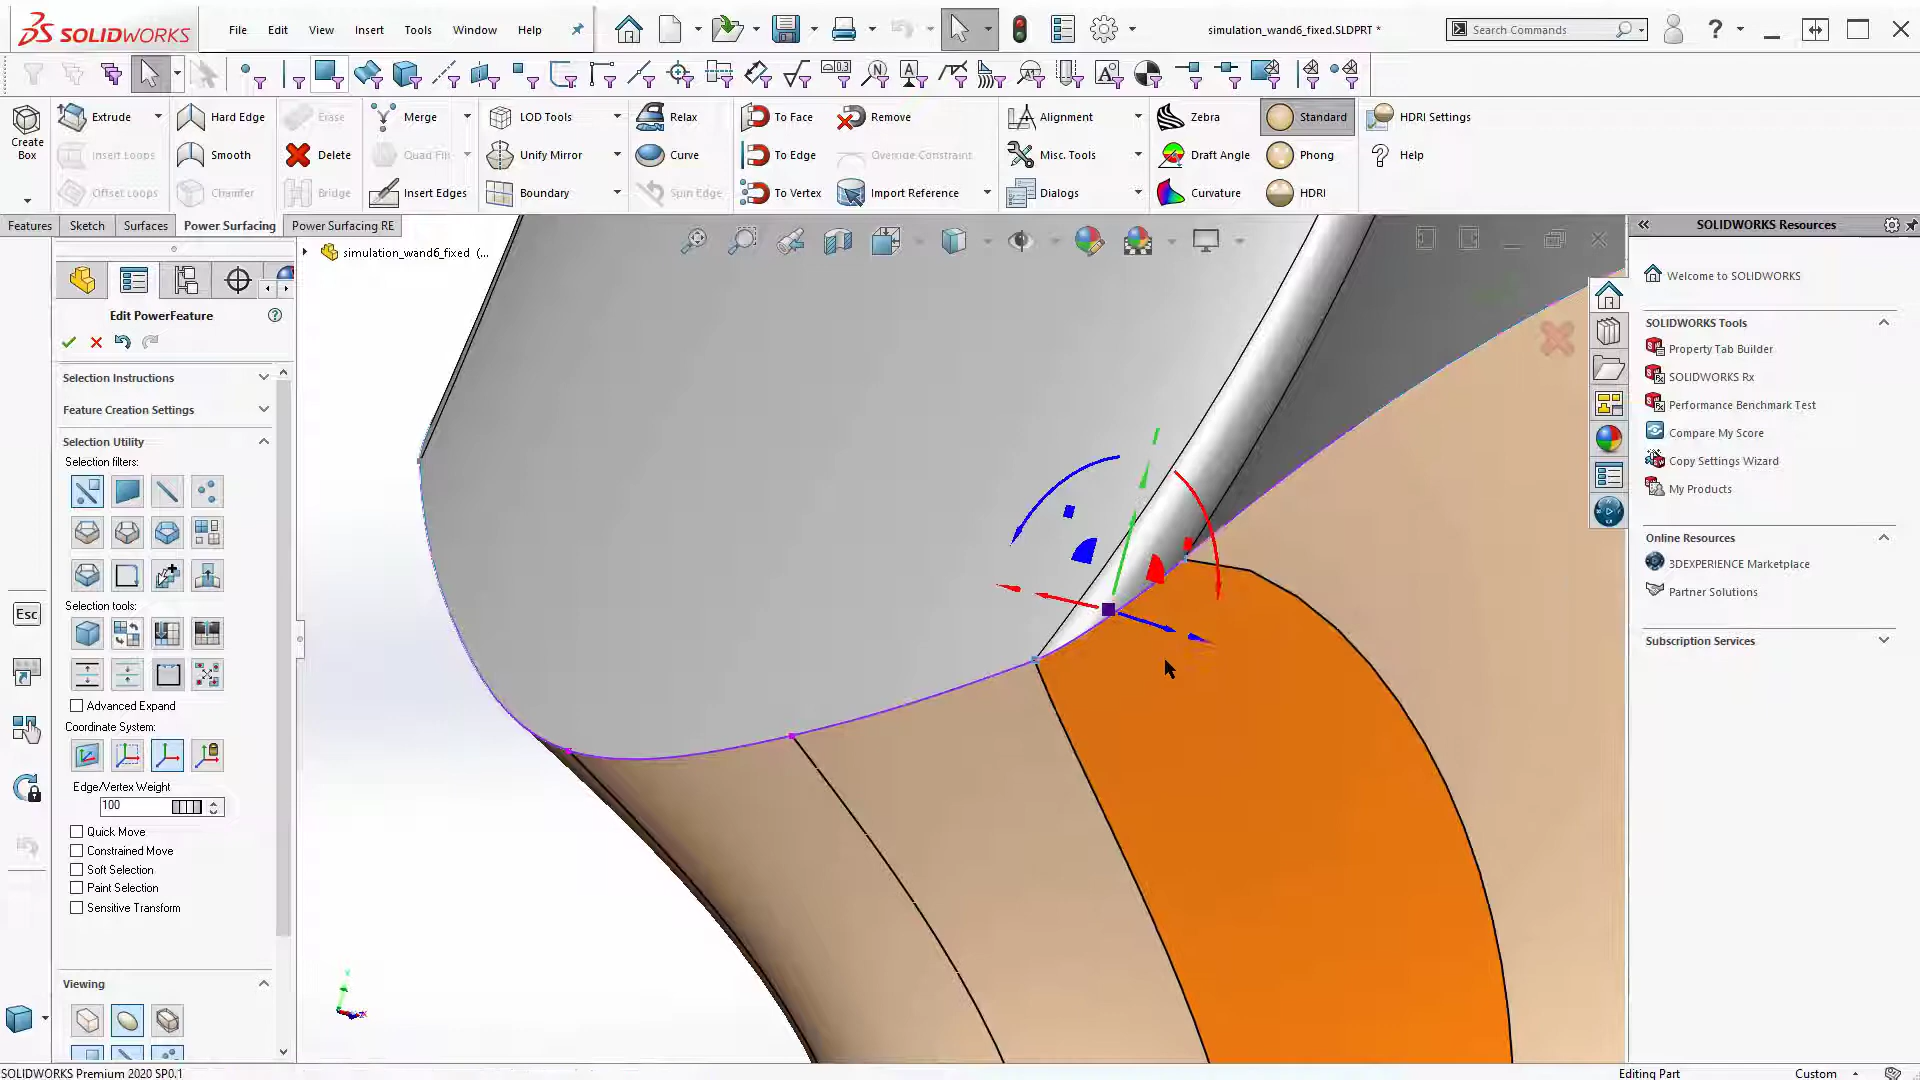 SOLIDWORKS
File
Edit
View
Insert
Tools
Window
Help
simulation_wand6_fixed.SLDPRT *
Search Commands
?
Create Box
Extrude
Insert Loops
Offset Loops
Hard Edge
Smooth
Chamfer
Erase
Delete
Bridge
Merge
Quad Fill
Insert Edges
LOD Tools
Unify Mirror
Boundary
Relax
Curve
Spin Edge
To Face
To Edge
To Vertex
Remove
Override Constraint
Import Reference
Alignment
Misc. Tools
Dialogs
Zebra
Draft Angle
Curvature
Standard
Phong
HDRI
HDRI Settings
Help
Features
Sketch
Surfaces
Power Surfacing
Power Surfacing RE
simulation_wand6_fixed (...
Edit PowerFeature
Selection Instructions
Feature Creation Settings
Selection Utility
Selection filters:
Selection tools:
Advanced Expand
Coordinate System:
Edge/Vertex Weight
100
Quick Move
Constrained Move
Soft Selection
Paint Selection
Sensitive Transform
Viewing
Esc
SOLIDWORKS Resources
Welcome to SOLIDWORKS
SOLIDWORKS Tools
Property Tab Builder
SOLIDWORKS Rx
Performance Benchmark Test
Compare My Score
Copy Settings Wizard
My Products
Online Resources
3DEXPERIENCE Marketplace
Partner Solutions
Subscription Services
SOLIDWORKS Premium 2020 SP0.1
Editing Part
Custom